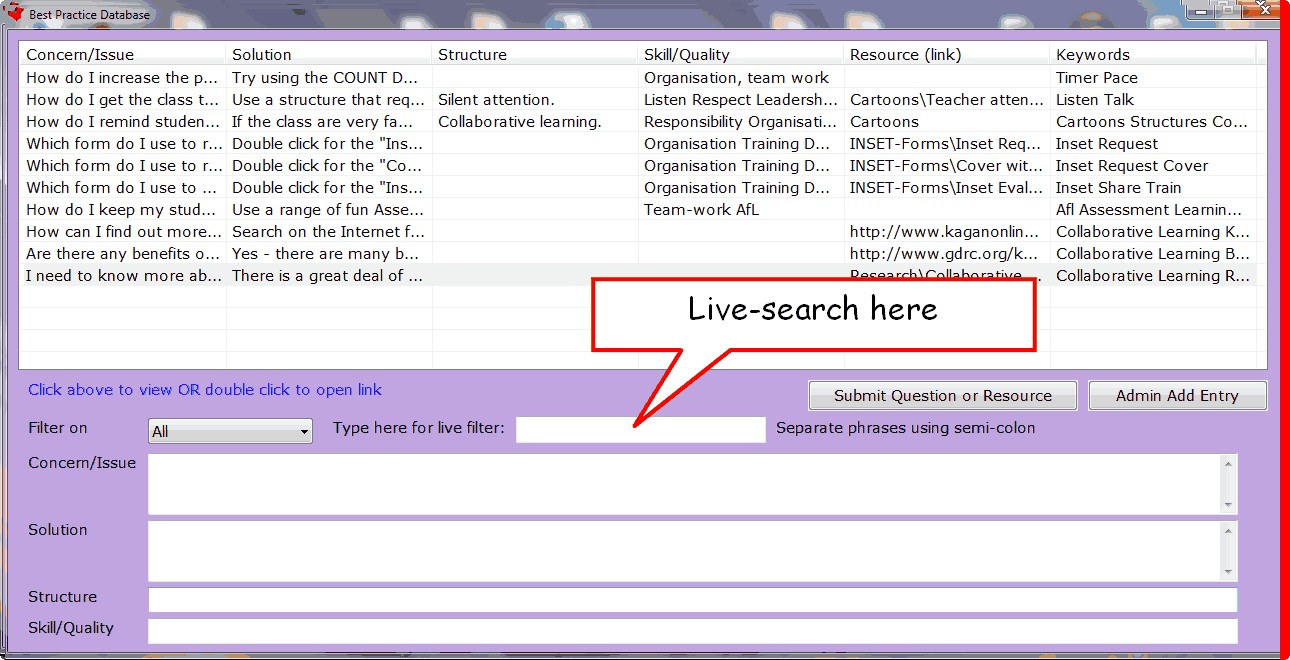 Best Practice Database
Concern/Issue Solution Structure Skill/Quality Resource (link) Keywords
How do I increase the p... Try using the COUNT D... Organisation, team work Timer Pace
How do I get the class t... Use a structure that req... Silent attention. Listen Respect Leadersh... Cartoons\Teacher atten... Listen Talk
How do I remind studen... If the class are very fa... Collaborative learning. Responsibility Organisati... Cartoons Cartoons Structures Co...
Which form do I use to r... Double click for the "Ins... Organisation Training D... INSET-Forms\Inset Req... Inset Request
Which form do I use to r... Double click for the "Co... Organisation Training D... INSET-Forms\Cover wit... Inset Request Cover
Which form do I use to ... Double click for the "Ins... Organisation Training D... INSET-Forms\Inset Eval... Inset Share Train
How do I keep my stud... Use a range of fun Asse... Team-work AfL Afl Assessment Learnin...
How can I find out more... Search on the Internet f... http://www.kaganonlin... Collaborative Learning K...
Are there any benefits o... Yes - there are many b... http://www.gdrc.org/k... Collaborative Learning B...
I need to know more ab... There is a great deal of ... Research\Collaborative... Collaborative Learning R...
Live-search here
Click above to view OR double click to open link
Submit Question or Resource Admin Add Entry
Filter on All Type here for live filter: Separate phrases using semi-colon
Concern/Issue
Solution
Structure
Skill/Quality